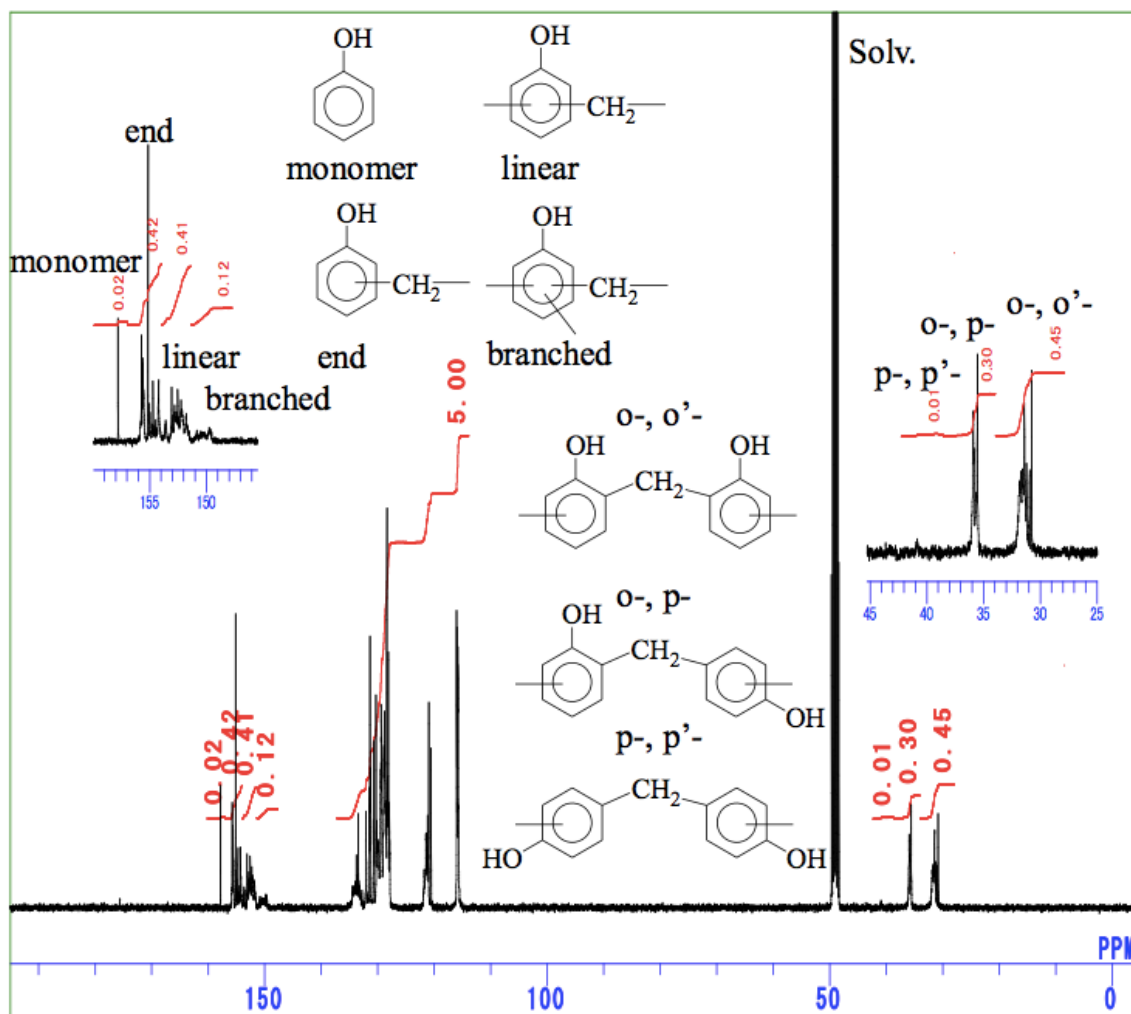 OH
OH
Solv.
CH2
end
monomer
linear
OH
OH
0.42
0.41
monomer
0.02
0.12
CH2
CH2
o-, o’-
o-, p-
linear
end
branched
p-, p’-
0.01
0.30
0.45
branched
5.00
o-, o’-
OH
OH
CH2
155
150
45
40
35
30
25
o-, p-
OH
CH2
OH
0.02
0.42
0.41
0.12
p-, p’-
0.01
0.30
0.45
CH2
HO
OH
PPM
150
100
50
0